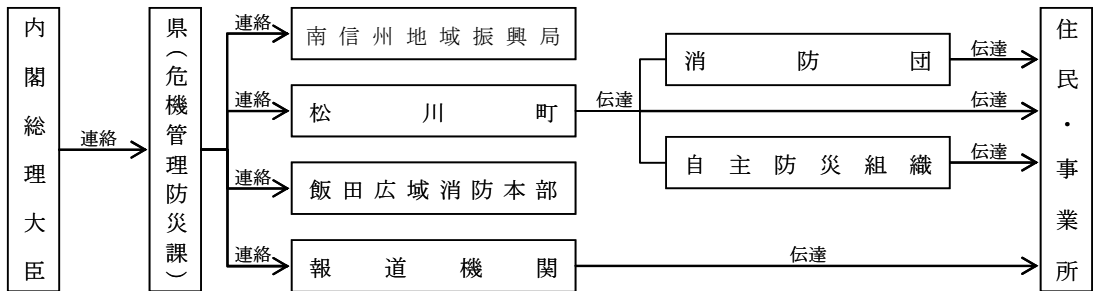 内閣総理大臣
連絡
県(危機管理防災課)
連絡
南信州地域振興局
連絡
松川町
伝達
消防団
伝達
伝達
自主防災組織
伝達
連絡
飯田広域消防本部
連絡
報道機関
伝達
住民・事業所